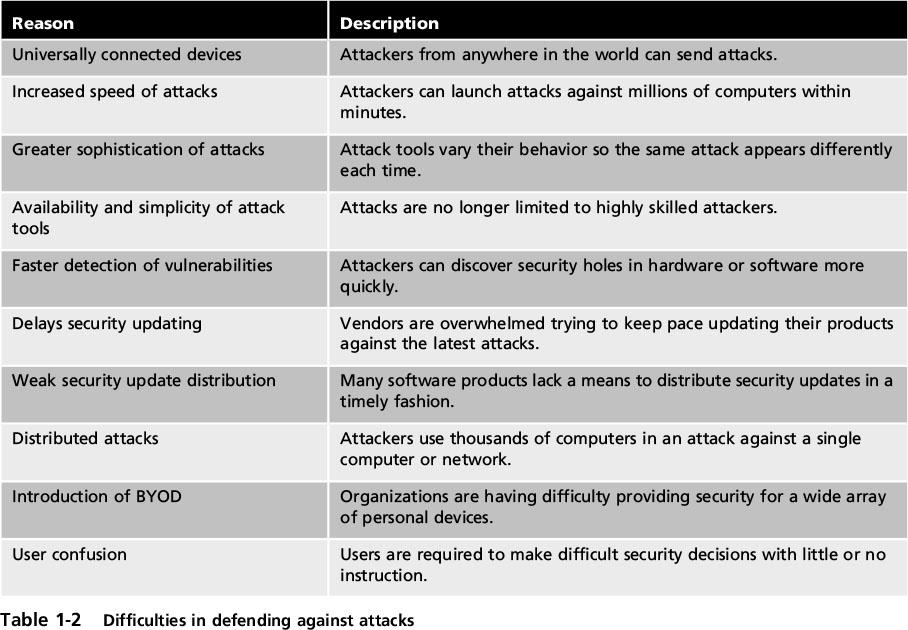 Reason Description
Universally connected devices Attackers from anywhere in the world can send attacks.
Increased speed of attacks Attackers can launch attacks against millions of computers within
minutes.
Greater sophistication of attacks Attack tools vary their behavior so the same attack appears differently
each time.
Availability and simplicity of attack Attacks are no longer limited to highly skilled attackers.
tools
Faster detection of vulnerabilities Attackers can discover security holes in hardware or software more
quickly.
Delays security updating Vendors are overwhelmed trying to keep pace updating their products
against the latest attacks.
Weak security update distribution Many software products lack a means to distribute security updates in a
timely fashion.
Distributed attacks Attackers use thousands of computers in an attack against a single
computer or network.
Introduction of BYOD Organizations are having difficulty providing security for a wide array
of personal devices.
User confusion Users are required to make difficult security decisions with little or no
instruction.
Table 1-2 Difficulties in defending against attacks